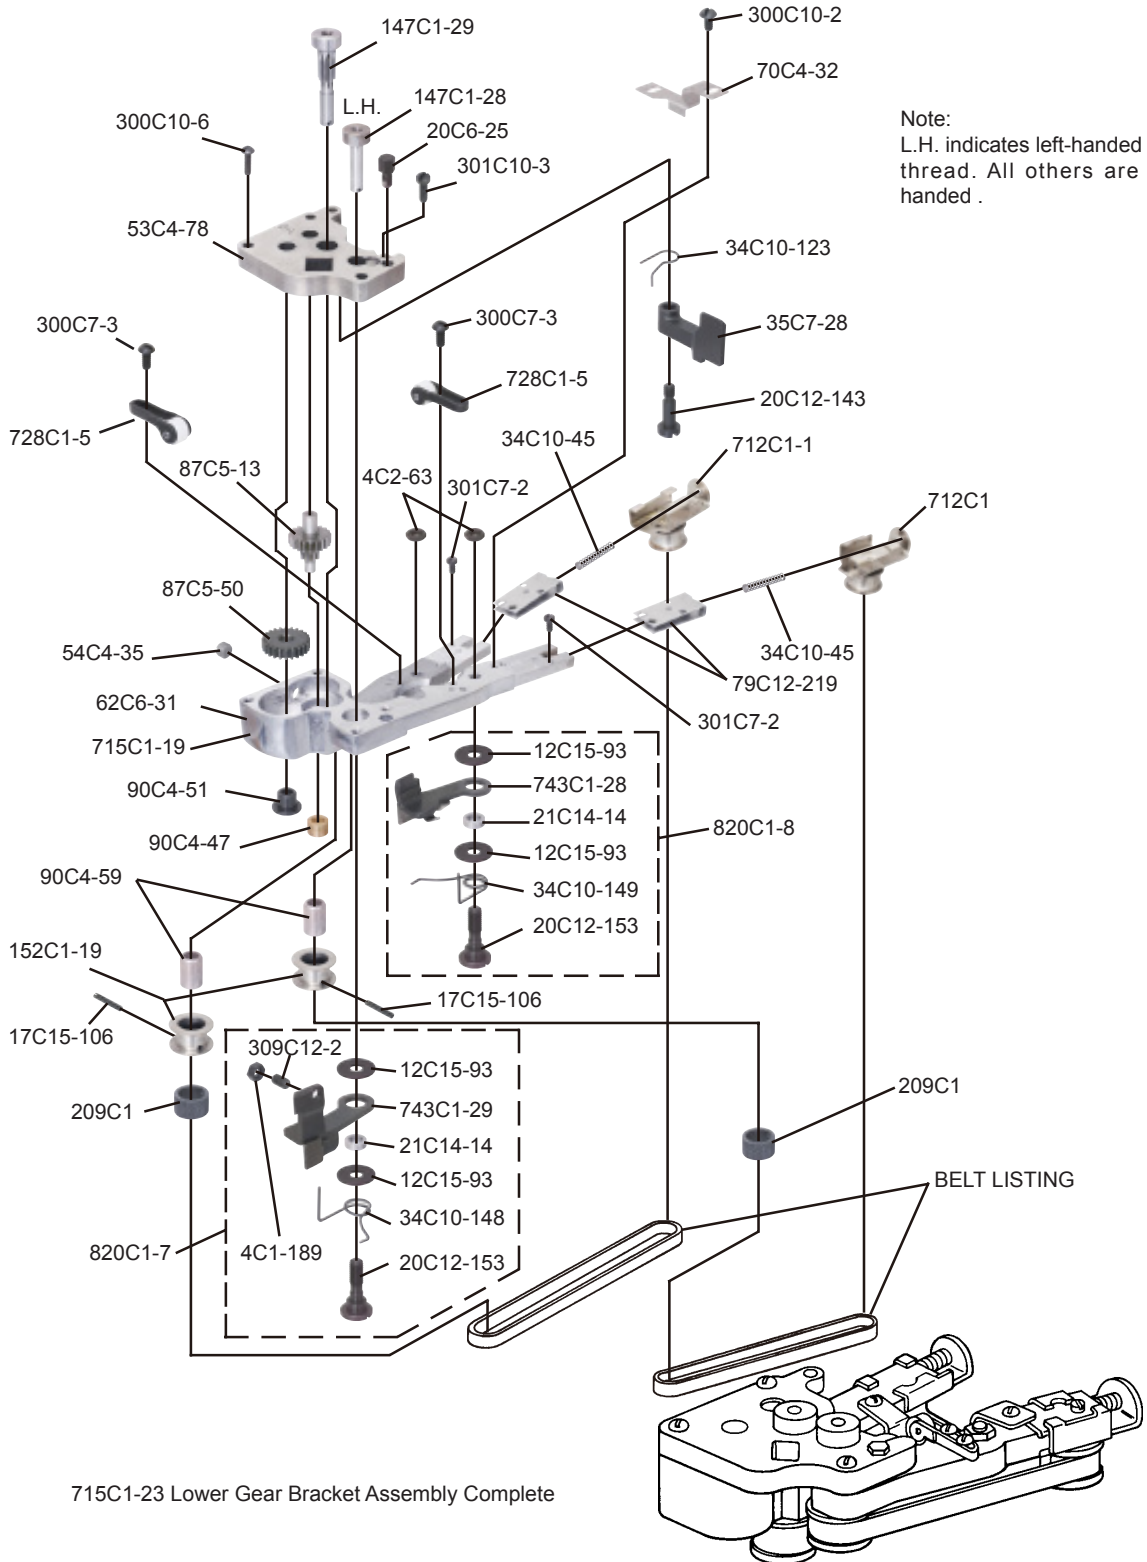 147C1-29
300C10-2
70C4-32
L.H.
147C1-28
300C10-6
20C6-25
301C10-3
Note:
L.H. indicates left-handed
thread. All others are
handed .
53C4-78
34C10-123
300C7-3
300C7-3
35C7-28
728C1-5
20C12-143
728C1-5
34C10-45
712C1-1
87C5-13
4C2-63
301C7-2
712C1
87C5-50
54C4-35
34C10-45
62C6-31
79C12-219
715C1-19
301C7-2
12C15-93
90C4-51
743C1-28
21C14-14
820C1-8
90C4-47
12C15-93
90C4-59
34C10-149
20C12-153
152C1-19
17C15-106
17C15-106
309C12-2
12C15-93
209C1
743C1-29
209C1
21C14-14
12C15-93
BELT LISTING
34C10-148
820C1-7
4C1-189
20C12-153
715C1-23 Lower Gear Bracket Assembly Complete